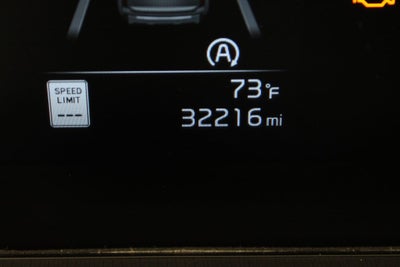 A
73°F
SPEED
LIMIT
---
32216 mi